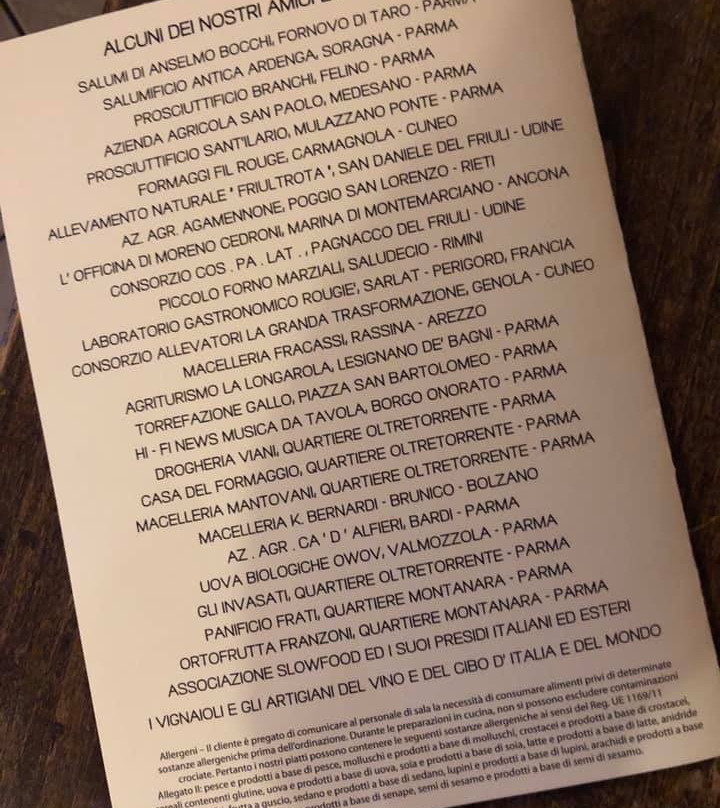 ALCUNI DEI NOSTRI AMICI
SALUMI DI ANSELMO BOCCHI, FORNOVO DI TARO - PARMA
SALUMIFICIO ANTICA ARDENGA, SORAGNA - PARMA
PROSCIUTTIFICIO BRANCHI, FELINO - PARMA
AZIENDA AGRICOLA SAN PAOLO, MEDESANO - PARMA
PROSCIUTTIFICIO SANT'ILARIO, MULAZZANO PONTE - PARMA
FORMAGGI FIL ROUGE, CARMAGNOLA - CUNEO
ALLEVAMENTO NATURALE ' FRIULTROTA ', SAN DANIELE DEL FRIULI - UDINE
AZ. AGR. AGAMENNONE, POGGIO SAN LORENZO - RIETI
L' OFFICINA DI MORENO CEDRONI, MARINA DI MONTEMARCIANO - ANCONA
CONSORZIO COS . PA . LAT . , PAGNACCO DEL FRIULI - UDINE
PICCOLO FORNO MARZIALI, SALUDECIO - RIMINI
LABORATORIO GASTRONOMICO ROUGIE', SARLAT - PERIGORD, FRANCIA
CONSORZIO ALLEVATORI LA GRANDA TRASFORMAZIONE, GENOLA - CUNEO
MACELLERIA FRACASSI, RASSINA - AREZZO
AGRITURISMO LA LONGAROLA, LESIGNANO DE' BAGNI - PARMA
TORREFAZIONE GALLO, PIAZZA SAN BARTOLOMEO - PARMA
HI - FI NEWS MUSICA DA TAVOLA, BORGO ONORATO - PARMA
DROGHERIA VIANI, QUARTIERE OLTRETORRENTE - PARMA
CASA DEL FORMAGGIO, QUARTIERE OLTRETORRENTE - PARMA
MACELLERIA MANTOVANI, QUARTIERE OLTRETORRENTE - PARMA
MACELLERIA K. BERNARDI - BRUNICO - BOLZANO
AZ . AGR . CA ' D ' ALFIERI, BARDI - PARMA
UOVA BIOLOGICHE OWOV, VALMOZZOLA - PARMA
GLI INVASATI, QUARTIERE OLTRETORRENTE - PARMA
PANIFICIO FRATI, QUARTIERE MONTANARA - PARMA
ORTOFRUTTA FRANZONI, QUARTIERE MONTANARA - PARMA
ASSOCIAZIONE SLOWFOOD ED I SUOI PRESIDI ITALIANI ED ESTERI
I VIGNAIOLI E GLI ARTIGIANI DEL VINO E DEL CIBO D' ITALIA E DEL MONDO
Allergeni – Il cliente è pregato di comunicare al personale di sala la necessità di consumare alimenti privi di determinate
sostanze allergeniche prima dell'ordinazione. Durante le preparazioni in cucina, non si possono escludere contaminazioni
crociate. Pertanto i nostri piatti possono contenere le seguenti sostanze allergeniche ai sensi del Reg. UE 1169/11
Allegato II: pesce e prodotti a base di pesce, molluschi e prodotti a base di molluschi, crostacei e prodotti a base di crostacei,
cereali contenenti glutine, uova e prodotti a base di uova, soia e prodotti a base di soia, latte e prodotti a base di latte, anidride
frutta a guscio, sedano e prodotti a base di sedano, lupini e prodotti a base di lupini, arachidi e prodotti a base
prodotti a base di senape, semi di sesamo e prodotti a base di semi di sesamo.